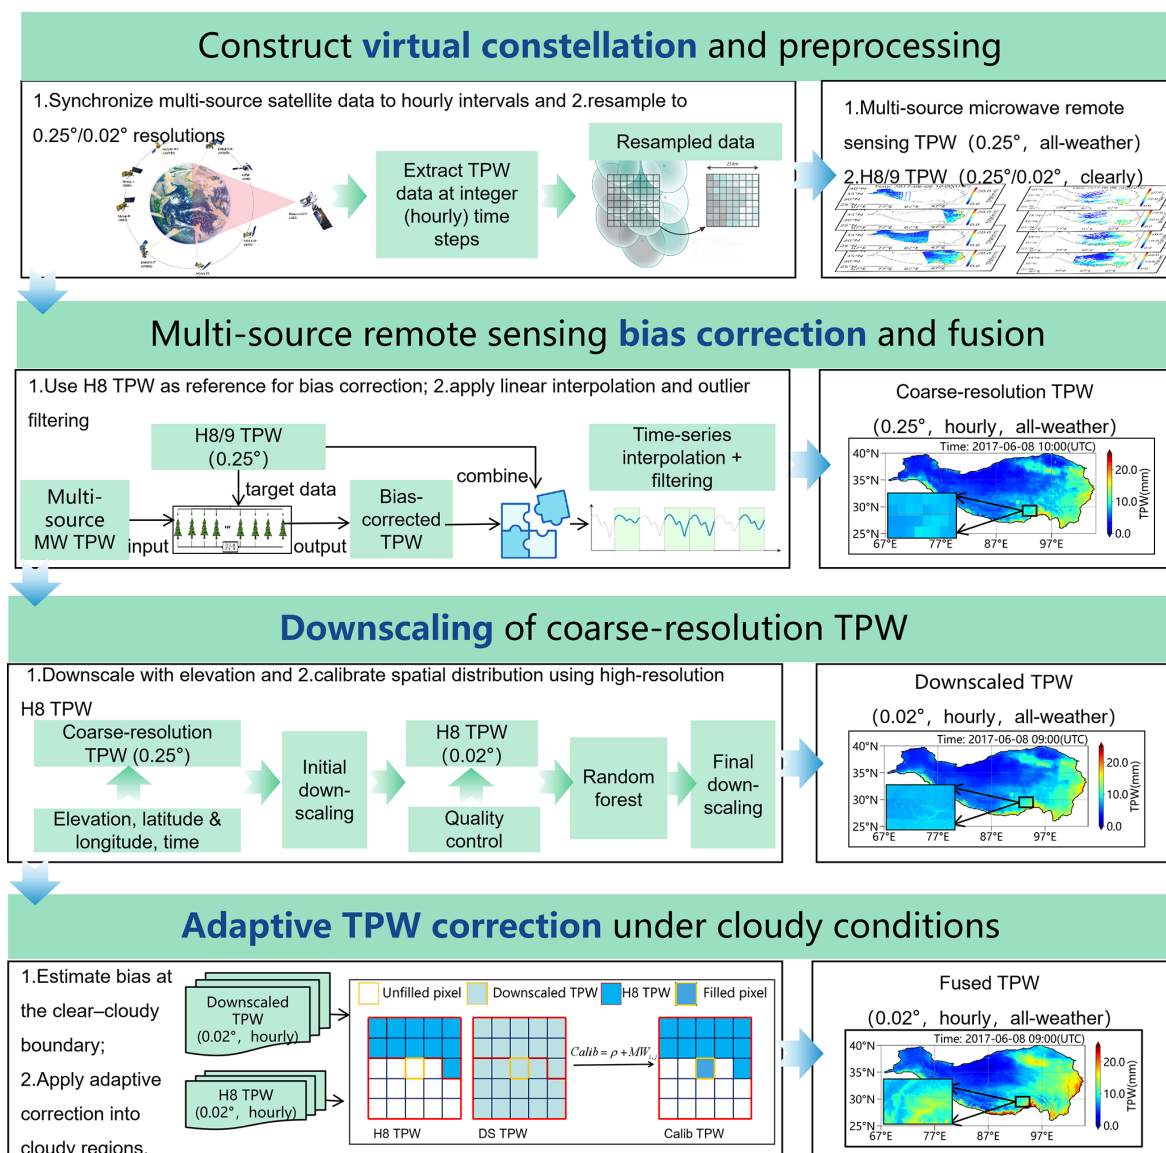 Construct virtual constellation and preprocessing
1.Synchronize multi-source satellite data to hourly intervals and 2.resample to
0.25°/0.02° resolutions
Extract TPW
data at integer
(hourly) time
steps
Resampled data
25 km
1.Multi-source microwave remote
sensing TPW（0.25°, all-weather）
2.H8/9 TPW（0.25°/0.02°, clearly）
Multi-source remote sensing bias correction and fusion
1.Use H8 TPW as reference for bias correction; 2.apply linear interpolation and outlier
filtering
H8/9 TPW
(0.25°)
target data
Multi-
source
MW TPW
input
output
Bias-
corrected
TPW
combine
Time-series
interpolation +
filtering
Coarse-resolution TPW
（0.25°, hourly, all-weather）
Time: 2017-06-08 10:00(UTC)
40°N
35°N
30°N
25°N
67°E 77°E 87°E 97°E
20.0
10.0
0.0
TPW(mm)
Downscaling of coarse-resolution TPW
1.Downscale with elevation and 2.calibrate spatial distribution using high-resolution
H8 TPW
Coarse-resolution
TPW (0.25°)
Elevation, latitude &
longitude, time
Initial
down-
scaling
H8 TPW
(0.02°)
Quality
control
Random
forest
Final
down-
scaling
Downscaled TPW
（0.02°, hourly, all-weather）
Time: 2017-06-08 09:00(UTC)
40°N
35°N
30°N
25°N
67°E 77°E 87°E 97°E
20.0
10.0
0.0
TPW(mm)
Adaptive TPW correction under cloudy conditions
1.Estimate bias at
the clear–cloudy
boundary;
2.Apply adaptive
correction into
cloudy regions.
Downscaled
TPW
(0.02°, hourly)
H8 TPW
(0.02°, hourly)
Unfilled pixel Downscaled TPW H8 TPW Filled pixel
Calib = ρ + MWi,j
H8 TPW DS TPW Calib TPW
Fused TPW
（0.02°, hourly, all-weather）
Time: 2017-06-08 09:00(UTC)
40°N
35°N
30°N
25°N
67°E 77°E 87°E 97°E
20.0
10.0
0.0
TPW(mm)